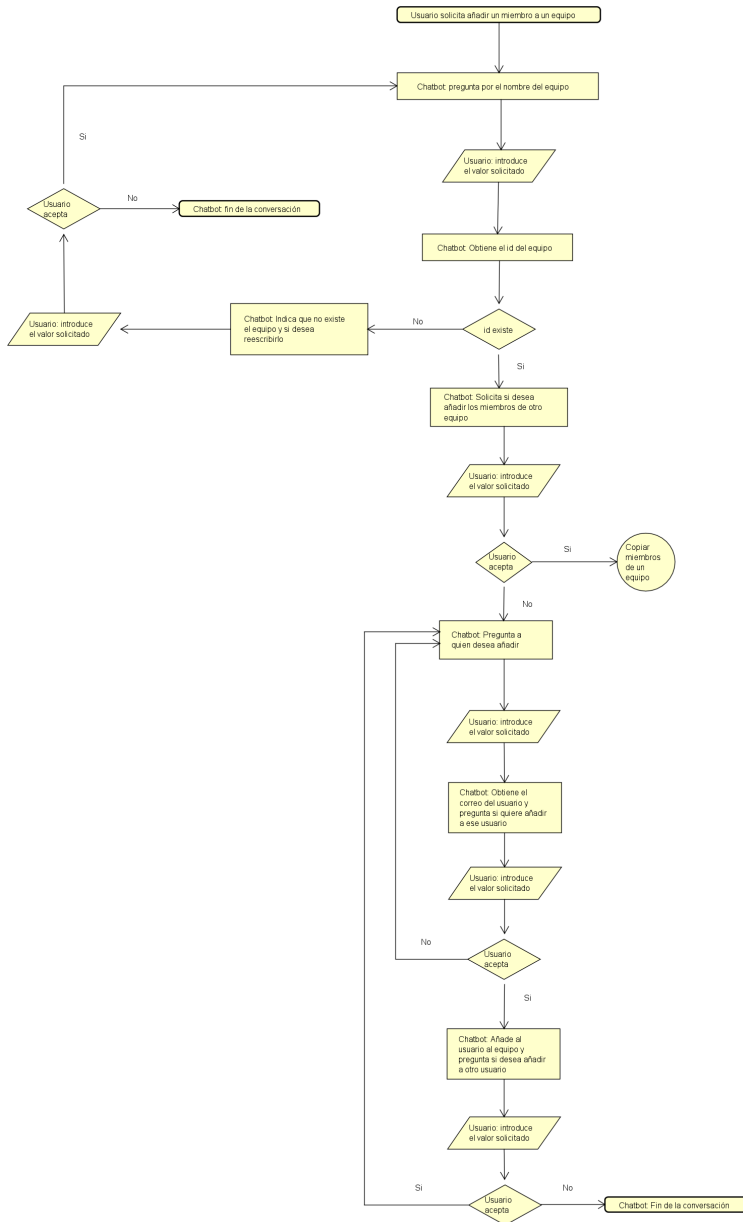 Usuario solicita añadir un miembro a un equipo
Chatbot: pregunta por el nombre del equipo
Si
Usuario: introduce
el valor solicitado
Usuario
acepta
No
Chatbot: fin de la conversación
Chatbot: Obtiene el id del equipo
Usuario: introduce
el valor solicitado
Chatbot: Indica que no existe
el equipo y si desea
reescribirlo
No
id existe
Si
Chatbot: Solicita si desea
añadir los miembros de otro
equipo
Usuario: introduce
el valor solicitado
Usuario
acepta
Si
Copiar
miembros
de un
equipo
No
Chatbot: Pregunta a
quien desea añadir
Usuario: introduce
el valor solicitado
Chatbot: Obtiene el
correo del usuario y
pregunta si quiere añadir
a ese usuario
Usuario: introduce
el valor solicitado
No
Usuario
acepta
Si
Chatbot: Añade al
usuario al equipo y
pregunta si desea añadir
a otro usuario
Usuario: introduce
el valor solicitado
Si
Usuario
acepta
No
Chatbot: Fin de la conversación